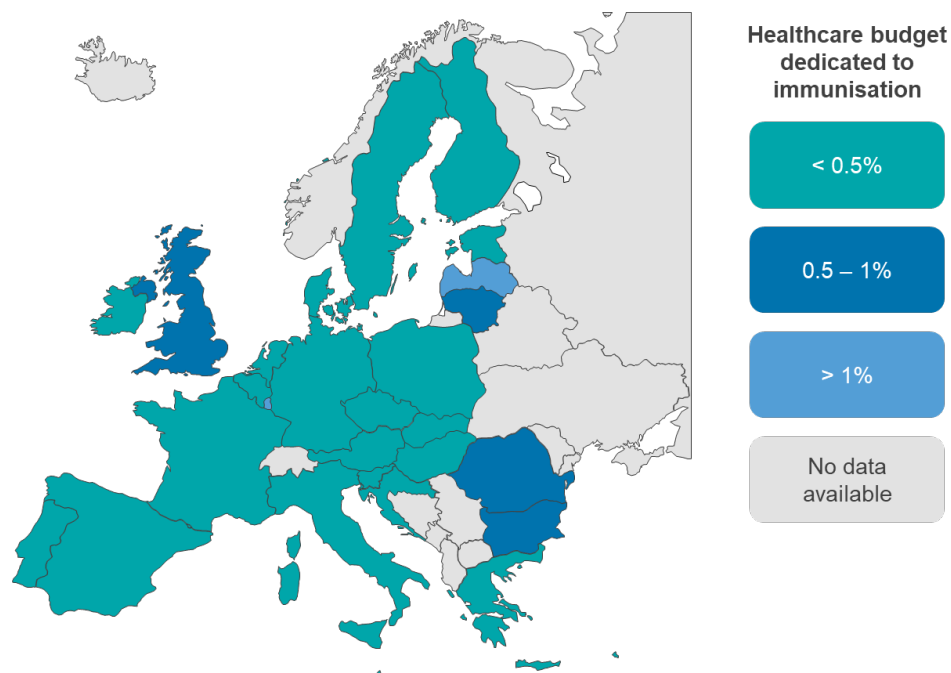 Healthcare budget
dedicated to
immunisation
< 0.5%
0.5 – 1%
> 1%
No data
available